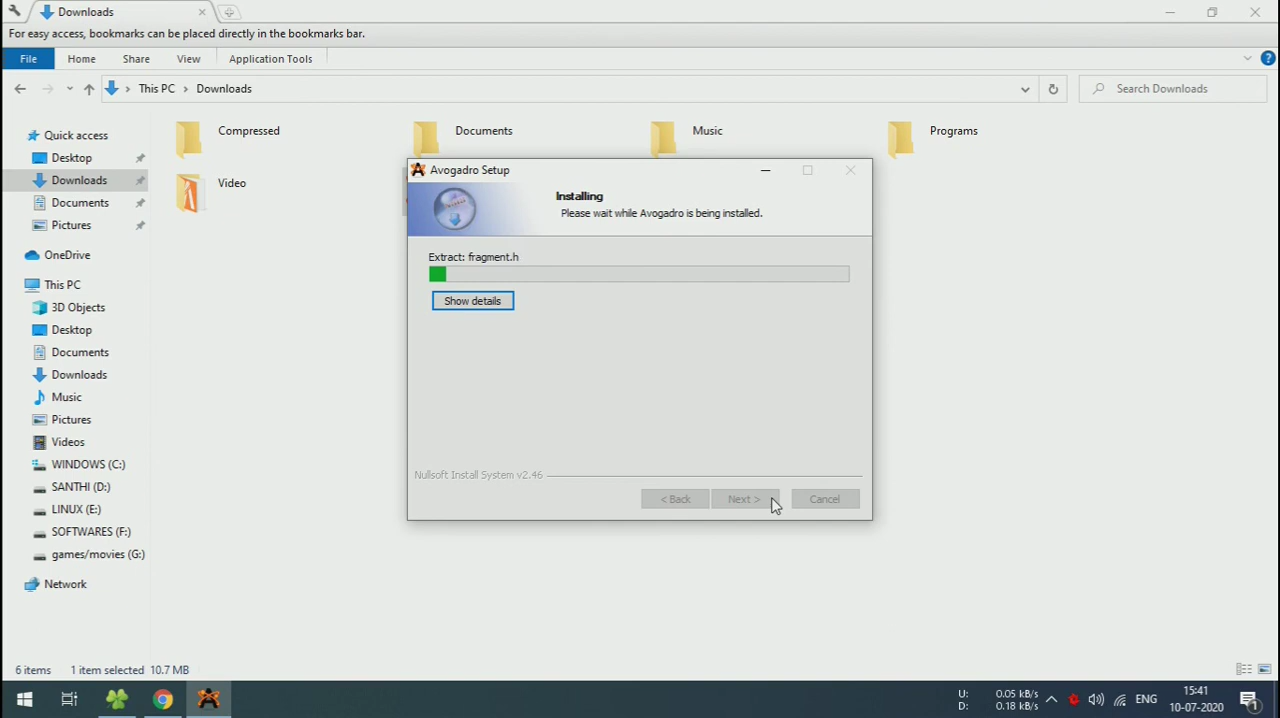 Downloads
For easy access, bookmarks can be placed directly in the bookmarks bar.
File Home Share View Application Tools
This PC Downloads
Search Downloads
Quick access
Desktop
Downloads
Documents
Pictures
OneDrive
This PC
3D Objects
Desktop
Documents
Downloads
Music
Pictures
Videos
WINDOWS (C:)
SANTHI (D:)
LINUX (E:)
SOFTWARES (F:)
games/movies (G:)
Network
Compressed Documents Music Programs
Video
Avogadro Setup
Installing
Please wait while Avogadro is being installed.
Extract: fragment.h
Show details
Nullsoft Install System v2.46
< Back Next > Cancel
6 items 1 item selected 10.7 MB
U: 0.05 kB/s
D: 0.18 kB/s
ENG
15:41
10-07-2020
1